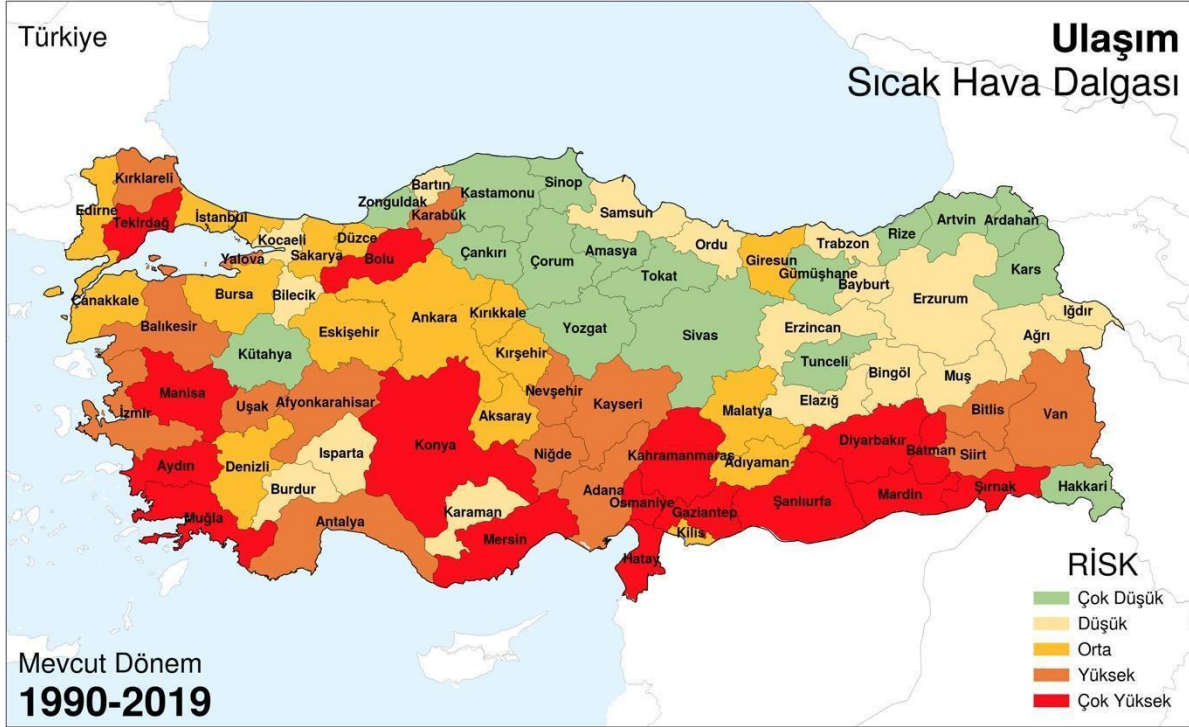 Türkiye
Ulaşım
Sıcak Hava Dalgası
Kırklareli
Edirne
Tekirdağ
İstanbul
Kocaeli
Yalova
Sakarya
Düzce
Bolu
Zonguldak
Bartın
Karabük
Kastamonu
Sinop
Çankırı
Çorum
Amasya
Samsun
Tokat
Ordu
Giresun
Gümüşhane
Trabzon
Bayburt
Rize
Artvin
Ardahan
Kars
Erzurum
Iğdır
Ağrı
Çanakkale
Balıkesir
Bursa
Bilecik
Kütahya
Eskişehir
Ankara
Kırıkkale
Kırşehir
Yozgat
Sivas
Erzincan
Tunceli
Bingöl
Muş
Elazığ
Manisa
İzmir
Uşak
Afyonkarahisar
Konya
Aksaray
Nevşehir
Kayseri
Niğde
Malatya
Adıyaman
Kahramanmaraş
Diyarbakır
Batman
Bitlis
Siirt
Van
Aydın
Denizli
Isparta
Burdur
Muğla
Antalya
Karaman
Mersin
Adana
Osmaniye
Gaziantep
Kilis
Hatay
Şanlıurfa
Mardin
Şırnak
Hakkari
RİSK
Çok Düşük
Düşük
Orta
Yüksek
Çok Yüksek
Mevcut Dönem
1990-2019